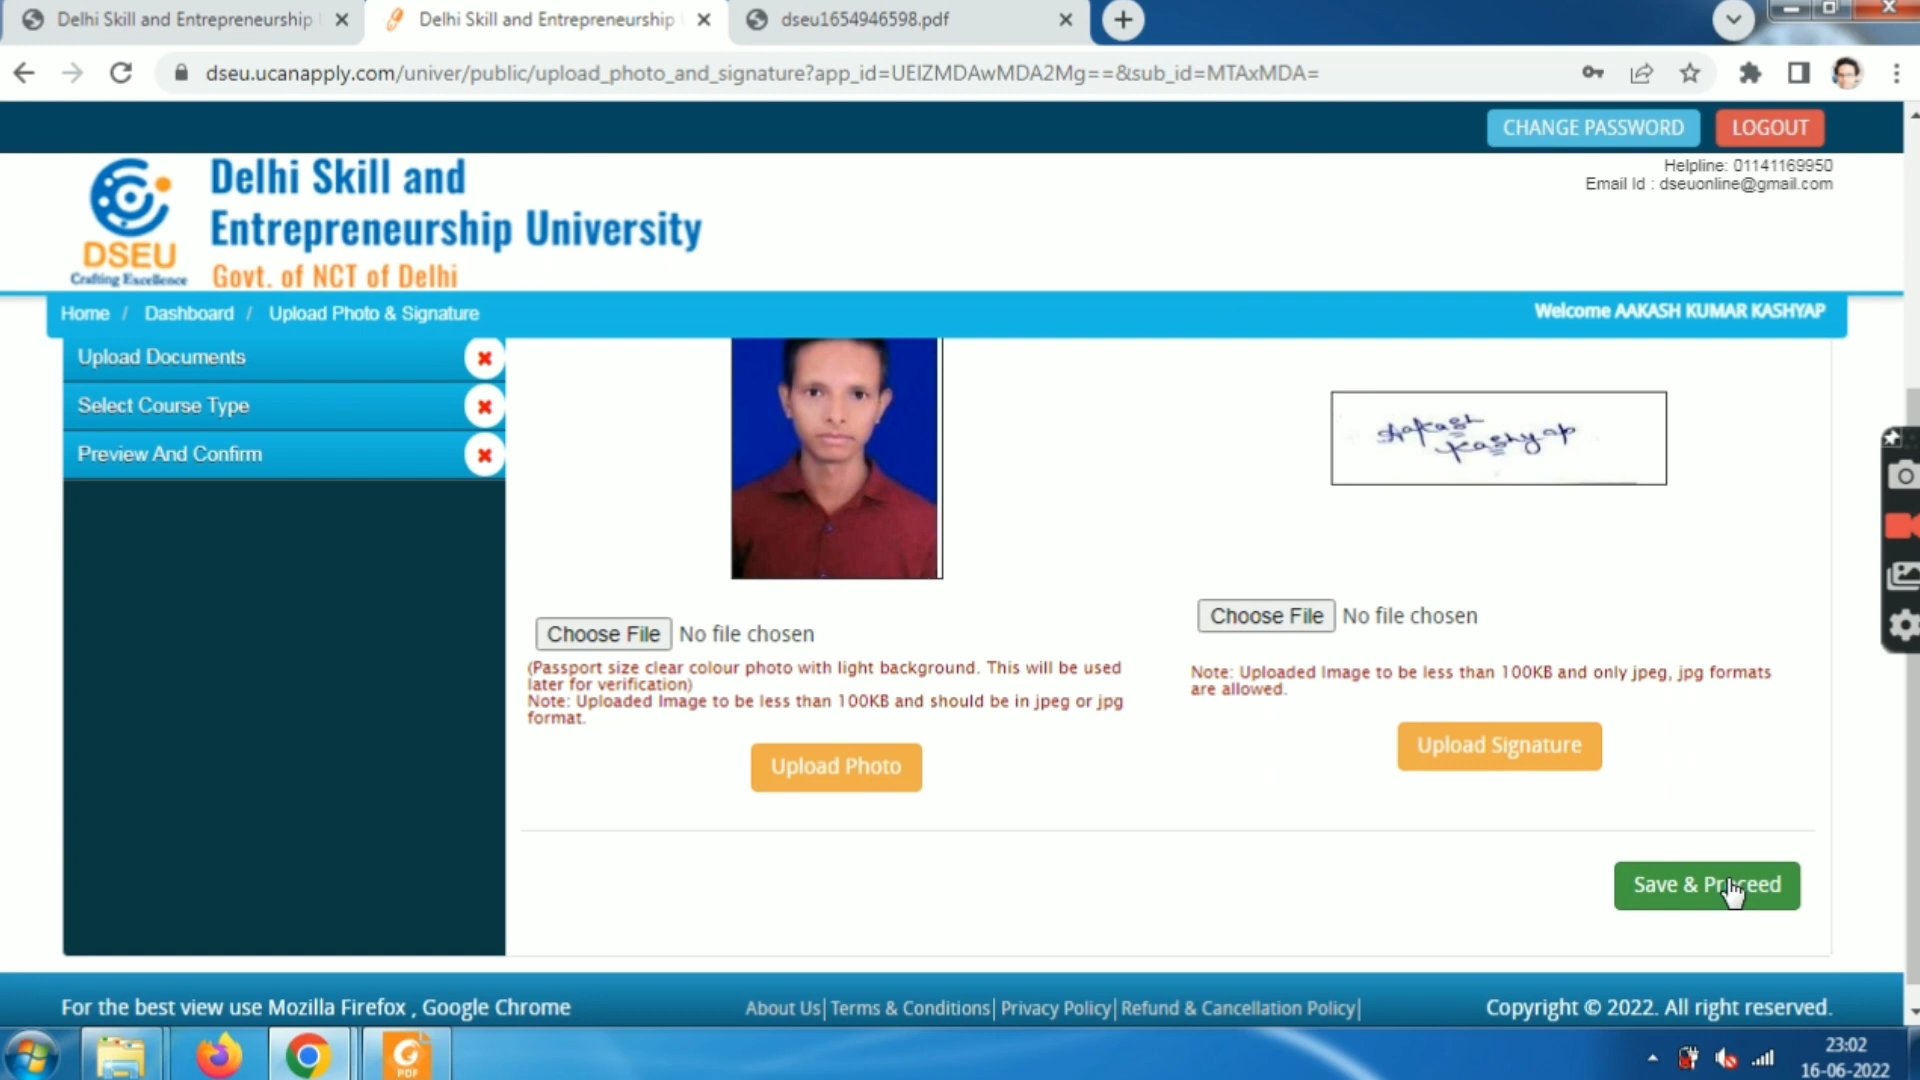 Delhi Skill and Entrepreneurship
Delhi Skill and Entrepreneurship
dseu1654946598.pdf
dseu.ucanapply.com/univer/public/upload_photo_and_signature?app_id=UEIZMDAwMDA2Mg==&sub_id=MTAxMDA=
CHANGE PASSWORD
LOGOUT
Helpline: 01141169950
Email Id : dseuonline@gmail.com
Delhi Skill and
Entrepreneurship University
Govt. of NCT of Delhi
DSEU
Crafting Excellence
Home / Dashboard / Upload Photo & Signature
Welcome AAKASH KUMAR KASHYAP
Upload Documents
Select Course Type
Preview And Confirm
Aakash
Kashyap
Choose File No file chosen
(Passport size clear colour photo with light background. This will be used
later for verification)
Note: Uploaded Image to be less than 100KB and should be in jpeg or jpg
format.
Upload Photo
Choose File No file chosen
Note: Uploaded Image to be less than 100KB and only jpeg, jpg formats
are allowed.
Upload Signature
Save & Proceed
For the best view use Mozilla Firefox , Google Chrome
About Us| Terms & Conditions| Privacy Policy| Refund & Cancellation Policy|
Copyright © 2022. All right reserved.
PDF
23:02
16-06-2022